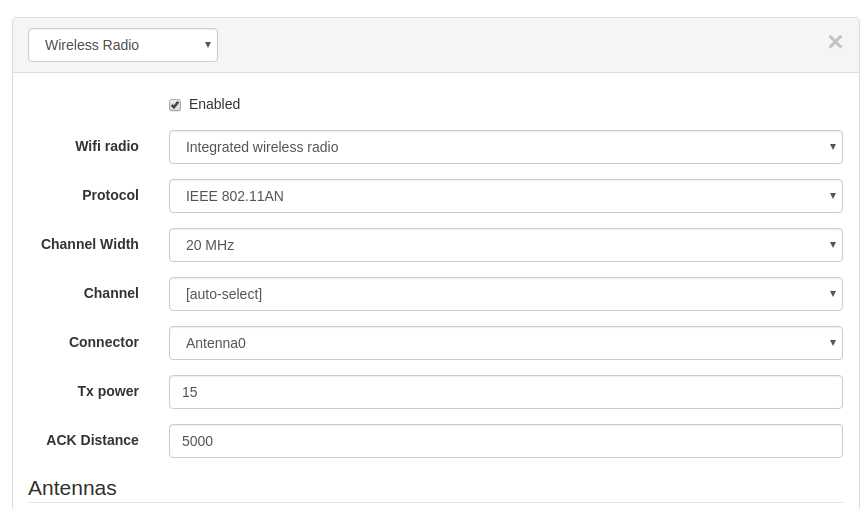 Wireless Radio
Enabled
Wifi radio Integrated wireless radio
Protocol IEEE 802.11AN
Channel Width 20 MHz
Channel [auto-select]
Connector Antenna0
Tx power 15
ACK Distance 5000
Antennas